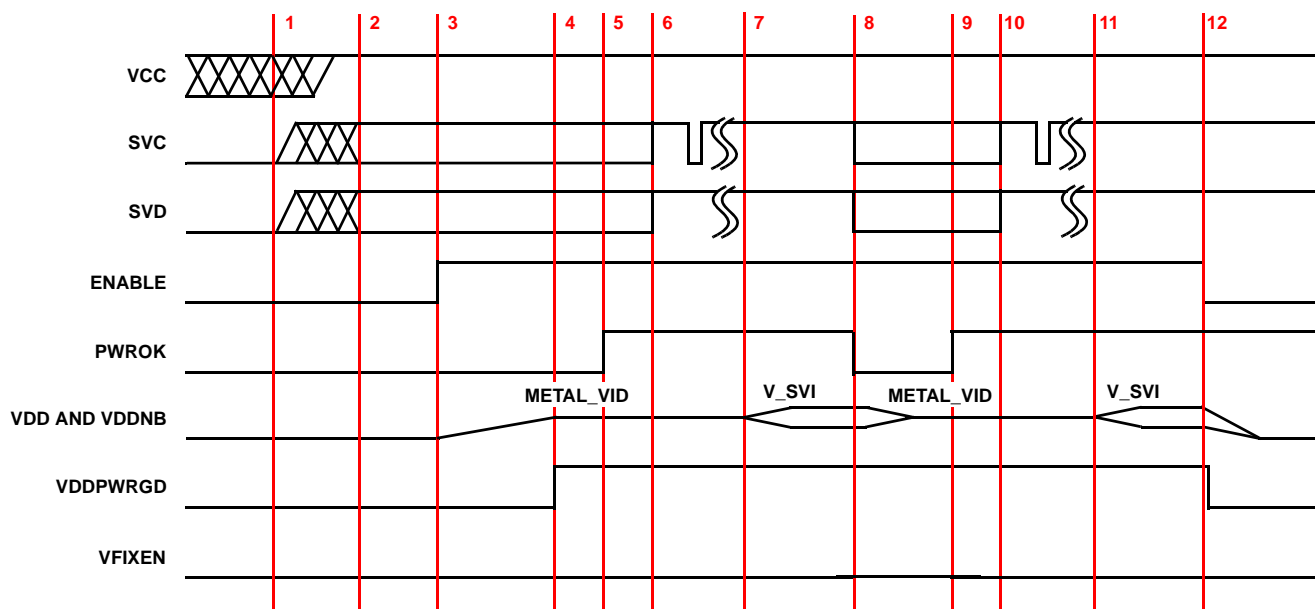 1 2 3 4 5 6 7 8 9 10 11 12
VCC
SVC
SVD
ENABLE
PWROK
METAL_VID V_SVI METAL_VID V_SVI
VDD AND VDDNB
VDDPWRGD
VFIXEN